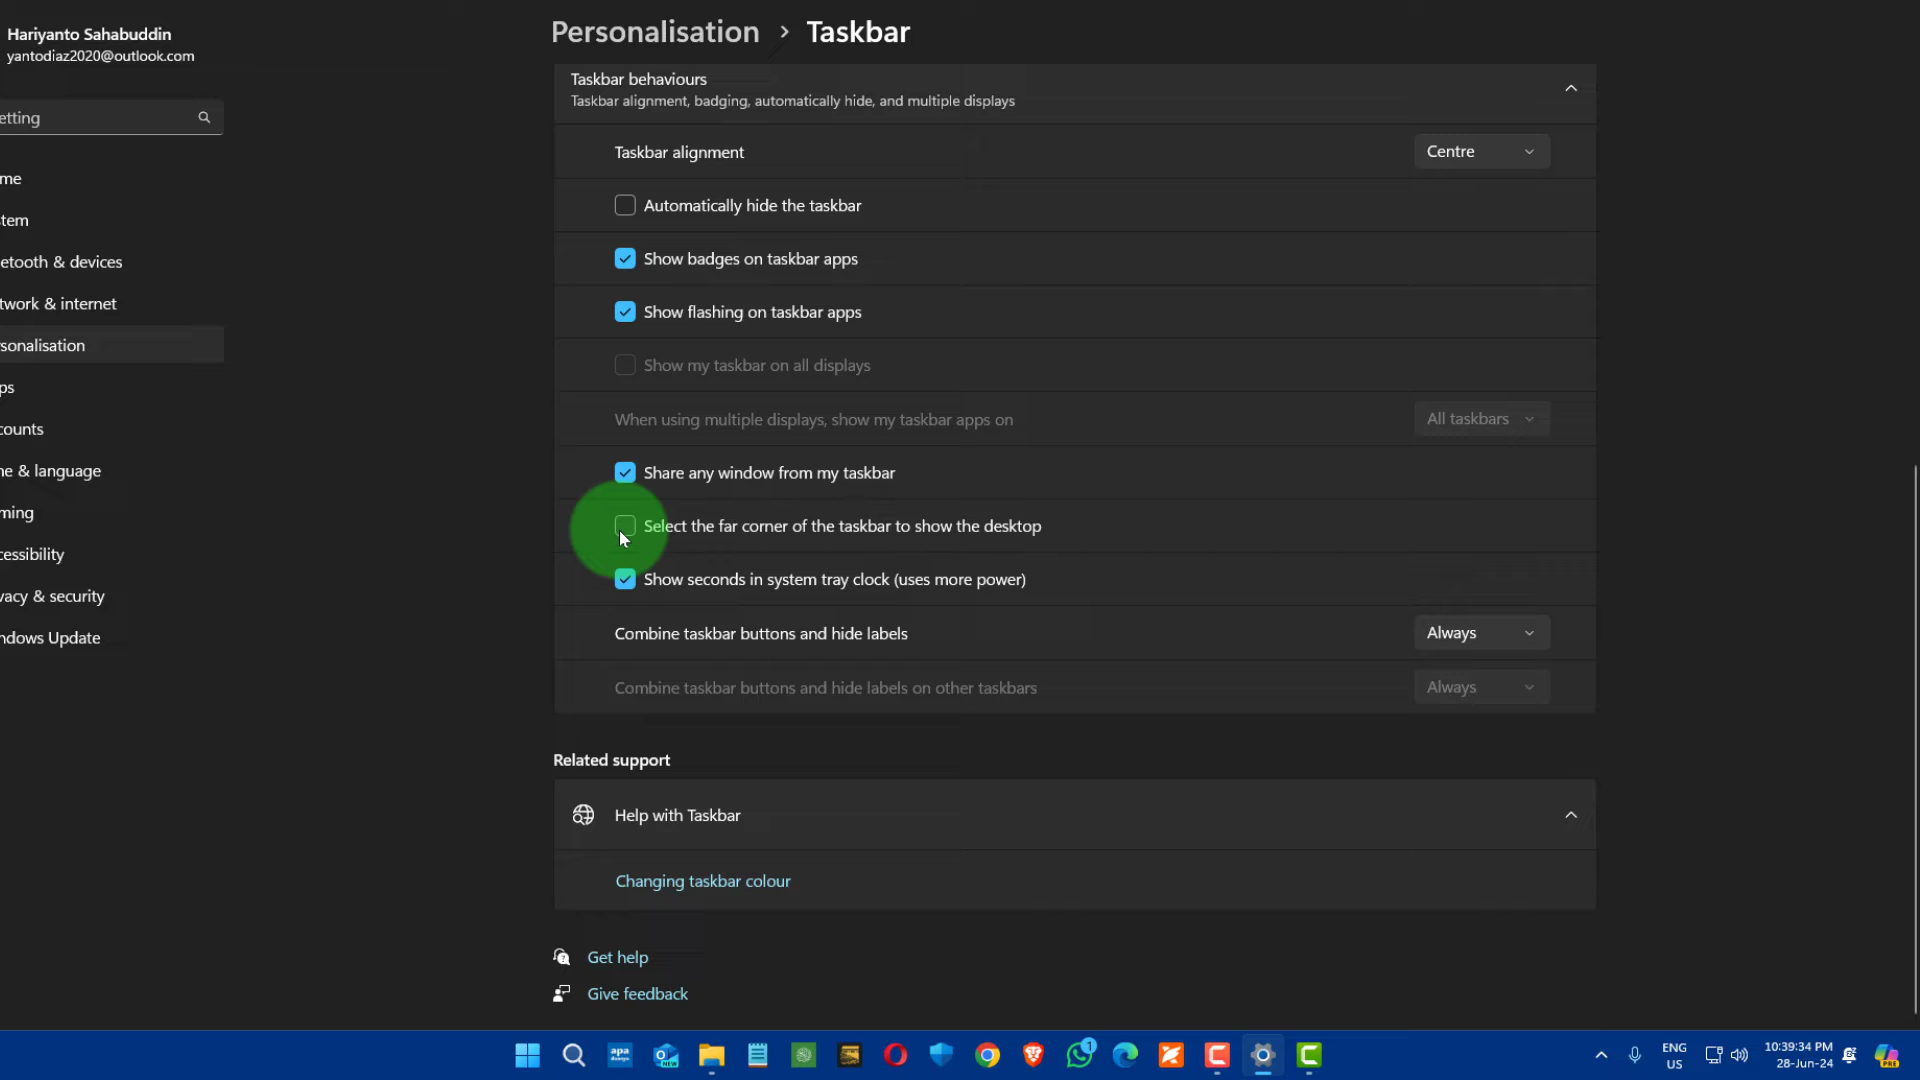 Hariyanto Sahabuddin
yantodiaz2020@outlook.com
etting
me
tem
etooth & devices
twork & internet
sonalisation
ps
counts
ne & language
ming
cessibility
vacy & security
ndows Update
Personalisation > Taskbar
Taskbar behaviours
Taskbar alignment, badging, automatically hide, and multiple displays
Taskbar alignment
Centre
Automatically hide the taskbar
Show badges on taskbar apps
Show flashing on taskbar apps
Show my taskbar on all displays
When using multiple displays, show my taskbar apps on
All taskbars
Share any window from my taskbar
Select the far corner of the taskbar to show the desktop
Show seconds in system tray clock (uses more power)
Combine taskbar buttons and hide labels
Always
Combine taskbar buttons and hide labels on other taskbars
Always
Related support
Help with Taskbar
Changing taskbar colour
Get help
Give feedback
apa
NEW
1
ENG
US
10:39:34 PM
28-Jun-24
PRE